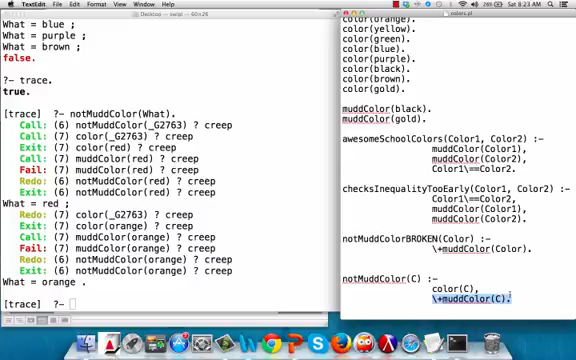 TextEdit File Edit Format View Window Help
28% Sat 8:23 AM
Desktop — swipl — 60×26
What = blue ;
What = purple ;
What = brown ;
false.
?- trace.
true.
[trace]  ?- notMuddColor(What).
Call: (6) notMuddColor(_G2763) ? creep
Call: (7) color(_G2763) ? creep
Exit: (7) color(red) ? creep
Call: (7) muddColor(red) ? creep
Fail: (7) muddColor(red) ? creep
Redo: (6) notMuddColor(red) ? creep
Exit: (6) notMuddColor(red) ? creep
What = red ;
Redo: (7) color(_G2763) ? creep
Exit: (7) color(orange) ? creep
Call: (7) muddColor(orange) ? creep
Fail: (7) muddColor(orange) ? creep
Redo: (6) notMuddColor(orange) ? creep
Exit: (6) notMuddColor(orange) ? creep
What = orange .
[trace]  ?-
colors.pl
color(orange).
color(yellow).
color(green).
color(blue).
color(purple).
color(black).
color(brown).
color(gold).
muddColor(black).
muddColor(gold).
awesomeSchoolColors(Color1, Color2) :-
muddColor(Color1),
muddColor(Color2),
Color1\==Color2.
checksInequalityTooEarly(Color1, Color2) :-
Color1\==Color2,
muddColor(Color1),
muddColor(Color2).
notMuddColorBROKEN(Color) :-
\+muddColor(Color).
notMuddColor(C) :-
color(C),
\+muddColor(C).